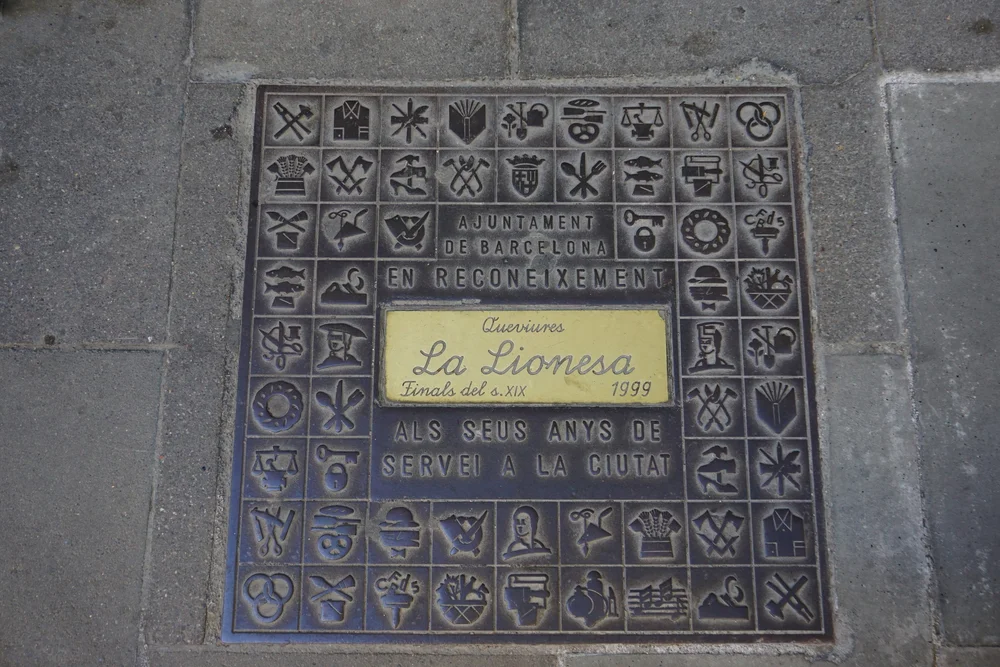 AJUNTAMENT
DE BARCELONA
EN RECONEIXEMENT
Queviures
La Lionesa
Finals del s.XIX 1999
ALS SEUS ANYS DE
SERVEI A LA CIUTAT